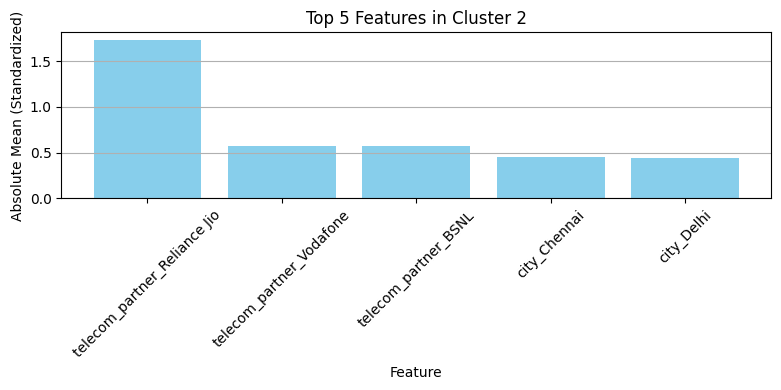 Top 5 Features in Cluster 2
Absolute Mean (Standardized)
1.5
1.0
0.5
0.0
telecom_partner_Reliance Jio
telecom_partner_Vodafone
telecom_partner_BSNL
city_Chennai
city_Delhi
Feature